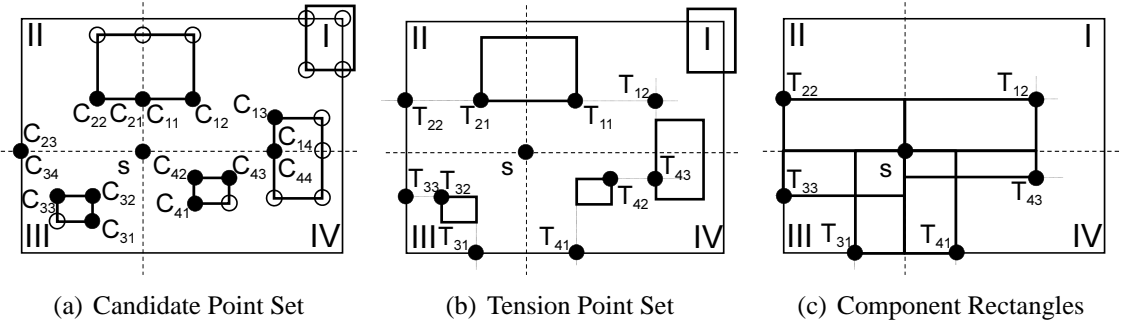 II
I
C22
C21
C11
C12
C13
C14
C44
C23
C34
s
C42
C43
C41
C33
C32
C31
III
IV
(a) Candidate Point Set
II
I
T22
T21
T11
T12
s
T33
T32
T43
T42
III
T31
T41
IV
(b) Tension Point Set
II
I
T22
T12
s
T33
T43
III
T31
T41
IV
(c) Component Rectangles